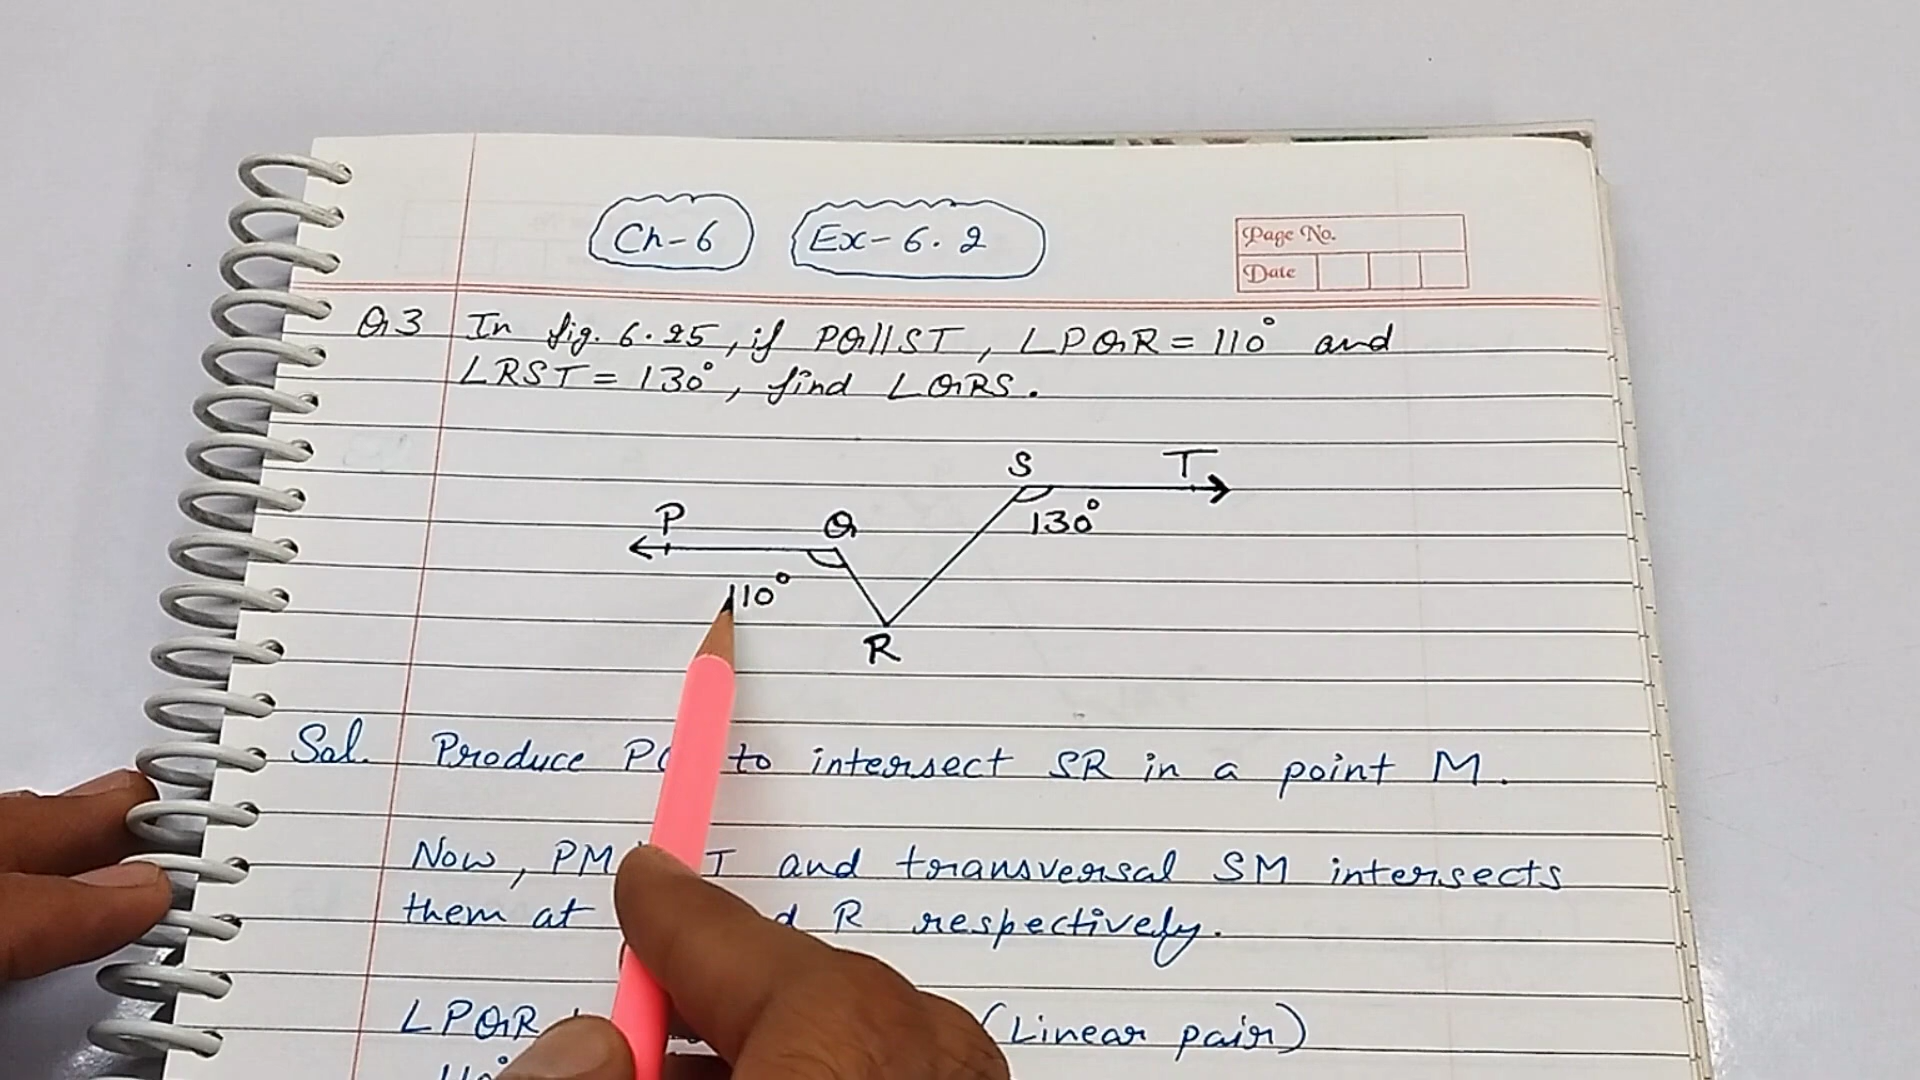 Ch-6 Ex-6.2
Page No.
Date
Q3 In fig. 6.25, if PQ||ST, ∠PQR = 110° and
∠RST = 130°, find ∠QRS.
S T
130°
P Q
110°
R
Sol. Produce to intersect SR in a point M.
Now, PM T and transversal SM intersects
them at R respectively.
∠PQR (Linear pair)
110°